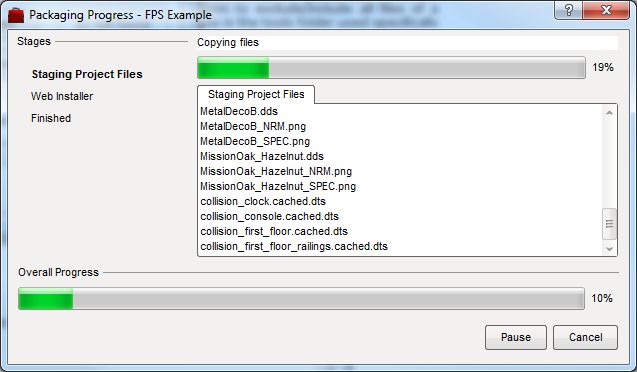 Packaging Progress - FPS Example
Stages
Copying files
Staging Project Files
19%
Web Installer
Finished
Staging Project Files
MetalDecoB.dds
MetalDecoB_NRM.png
MetalDecoB_SPEC.png
MissionOak_Hazelnut.dds
MissionOak_Hazelnut_NRM.png
MissionOak_Hazelnut_SPEC.png
collision_clock.cached.dts
collision_console.cached.dts
collision_first_floor.cached.dts
collision_first_floor_railings.cached.dts
Overall Progress
10%
Pause
Cancel